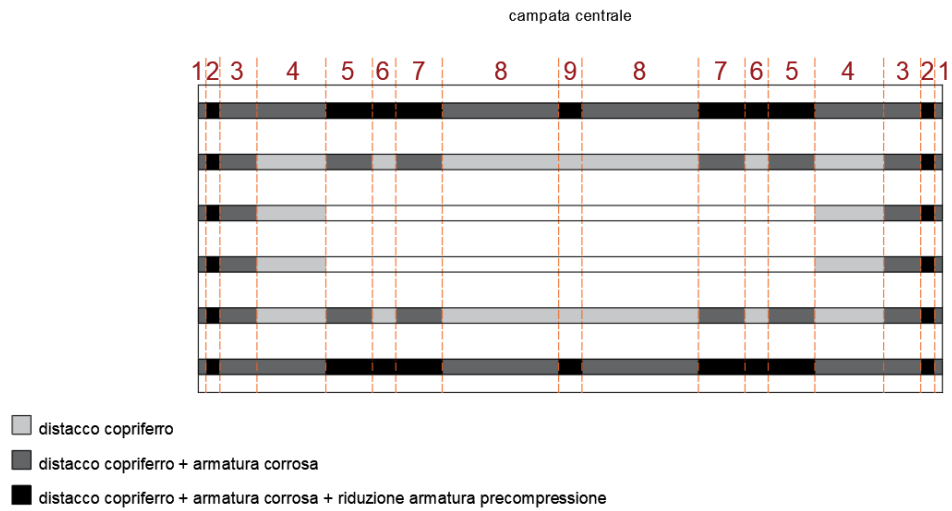 campata centrale
1 2 3 4 5 6 7 8 9 8 7 6 5 4 3 2 1
distacco copriferro
distacco copriferro + armatura corrosa
distacco copriferro + armatura corrosa + riduzione armatura precompressione